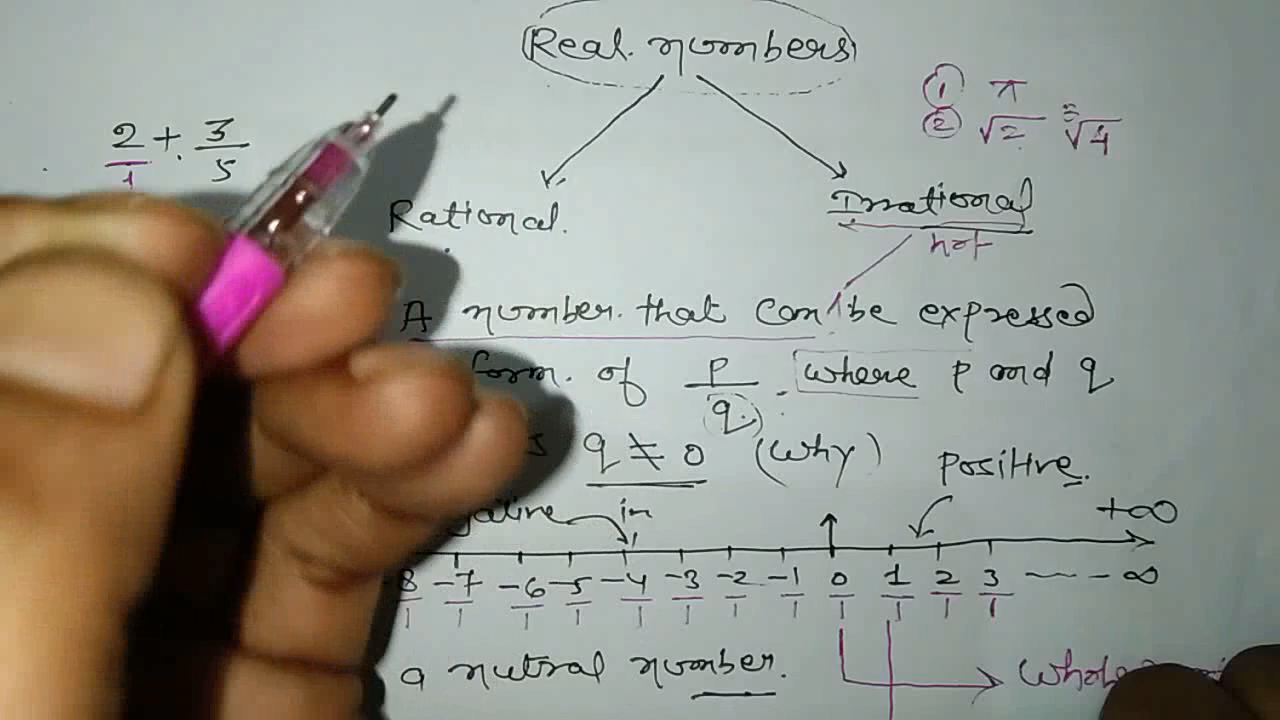 Real numbers
① π
② √2 ∛4
2/1 + 3/5
Rational.
Irrational
not
A number that can be expressed
form of p/q where p and q
q ≠ 0 (why)
positive.
in
+∞
-7/1 -6/1 -5/1 -4/1 -3/1 -2/1 -1/1 0/1 1/1 2/1 3/1 ∞
a nutral number.